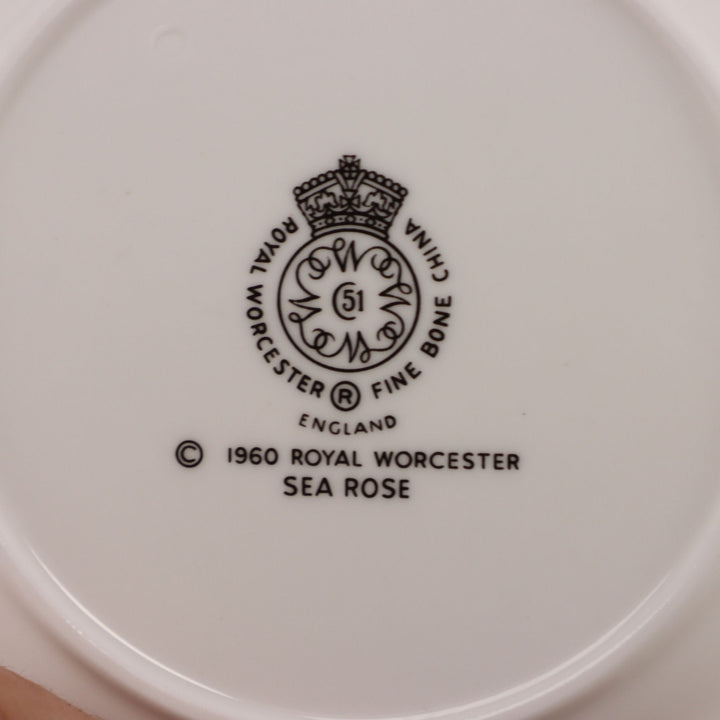 ROYAL WORCESTER ® FINE BONE CHINA
51
ENGLAND
© 1960 ROYAL WORCESTER
SEA ROSE